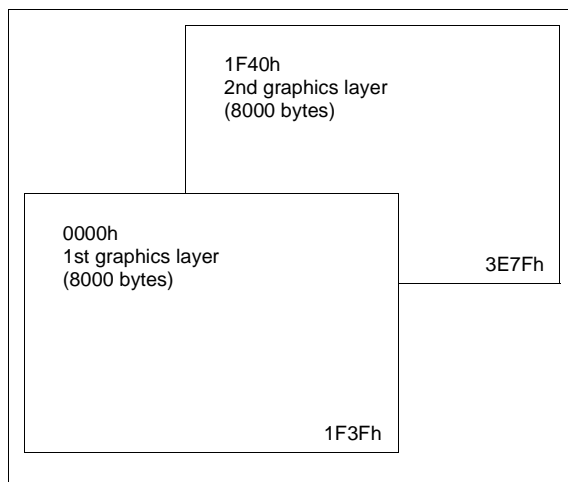 1F40h
2nd graphics layer
(8000 bytes)
3E7Fh
0000h
1st graphics layer
(8000 bytes)
1F3Fh